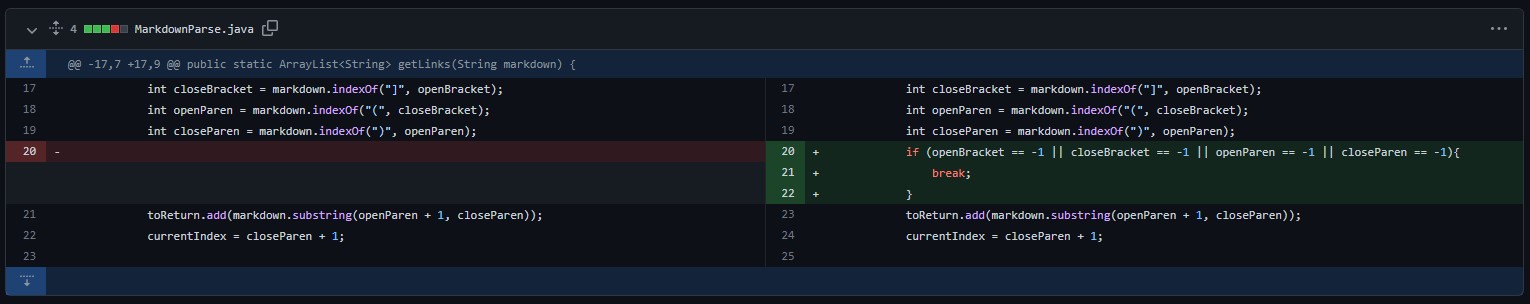 4 MarkdownParse.java
@@ -17,7 +17,9 @@ public static ArrayList<String> getLinks(String markdown) {
17 int closeBracket = markdown.indexOf("]", openBracket);
18 int openParen = markdown.indexOf("(", closeBracket);
19 int closeParen = markdown.indexOf(")", openParen);
20 -
21 toReturn.add(markdown.substring(openParen + 1, closeParen));
22 currentIndex = closeParen + 1;
23
17 int closeBracket = markdown.indexOf("]", openBracket);
18 int openParen = markdown.indexOf("(", closeBracket);
19 int closeParen = markdown.indexOf(")", openParen);
20 + if (openBracket == -1 || closeBracket == -1 || openParen == -1 || closeParen == -1){
21 + break;
22 + }
23 toReturn.add(markdown.substring(openParen + 1, closeParen));
24 currentIndex = closeParen + 1;
25